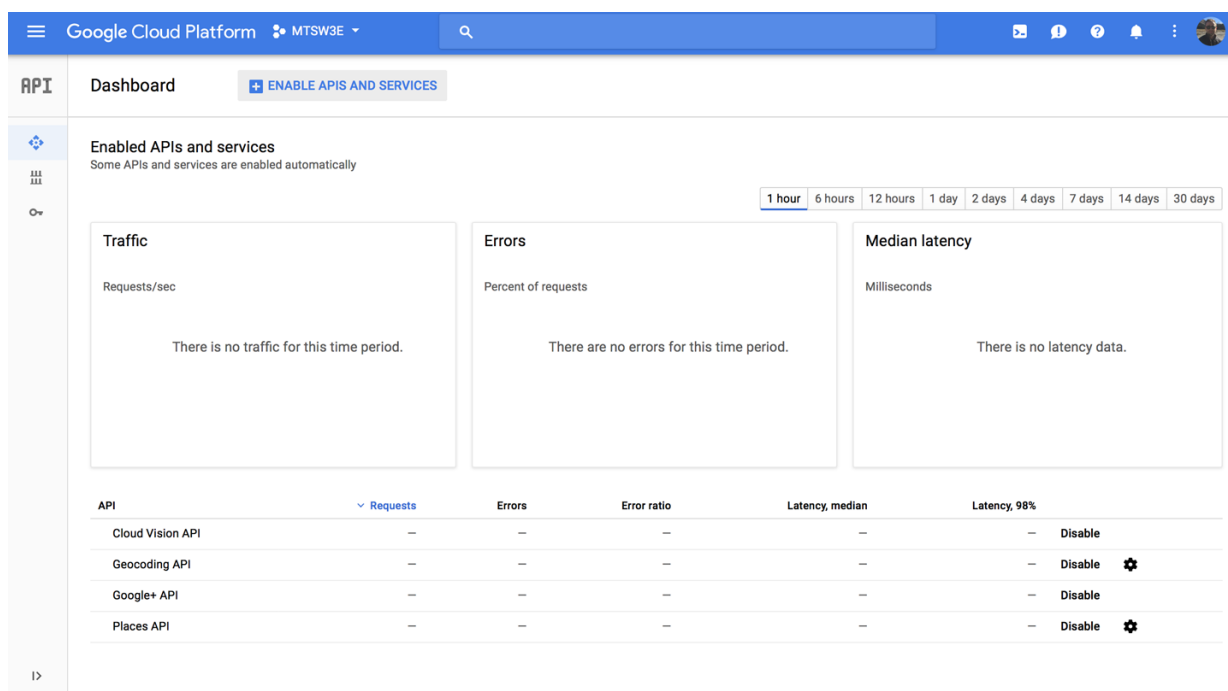 Google Cloud Platform MTSW3E
API Dashboard ENABLE APIS AND SERVICES
Enabled APIs and services
Some APIs and services are enabled automatically
1 hour 6 hours 12 hours 1 day 2 days 4 days 7 days 14 days 30 days
Traffic
Requests/sec
There is no traffic for this time period.
Errors
Percent of requests
There are no errors for this time period.
Median latency
Milliseconds
There is no latency data.
API Requests Errors Error ratio Latency, median Latency, 98%
Cloud Vision API – – – – – Disable
Geocoding API – – – – – Disable
Google+ API – – – – – Disable
Places API – – – – – Disable